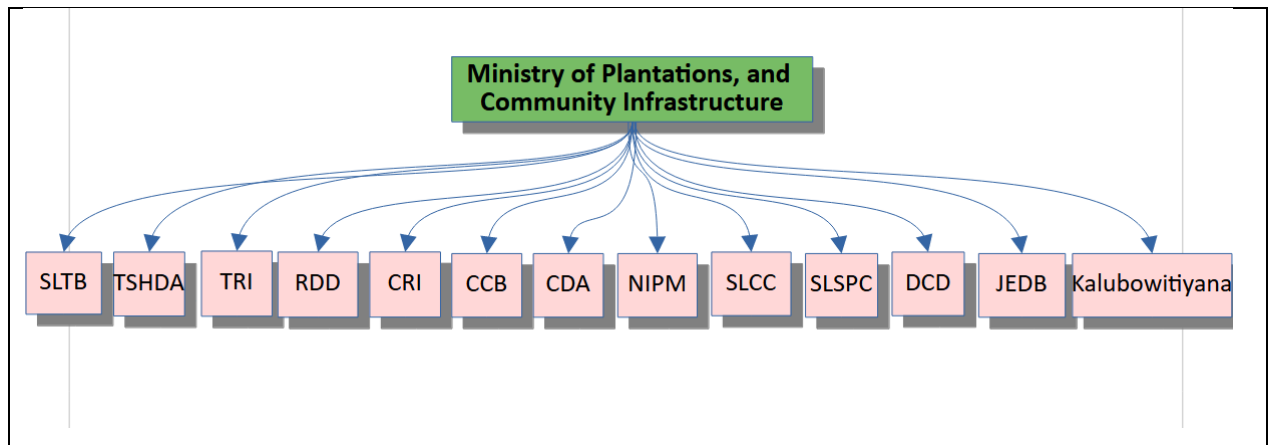 Ministry of Plantations, and
Community Infrastructure
SLTB
TSHDA
TRI
RDD
CRI
CCB
CDA
NIPM
SLCC
SLSPC
DCD
JEDB
Kalubowitiyana